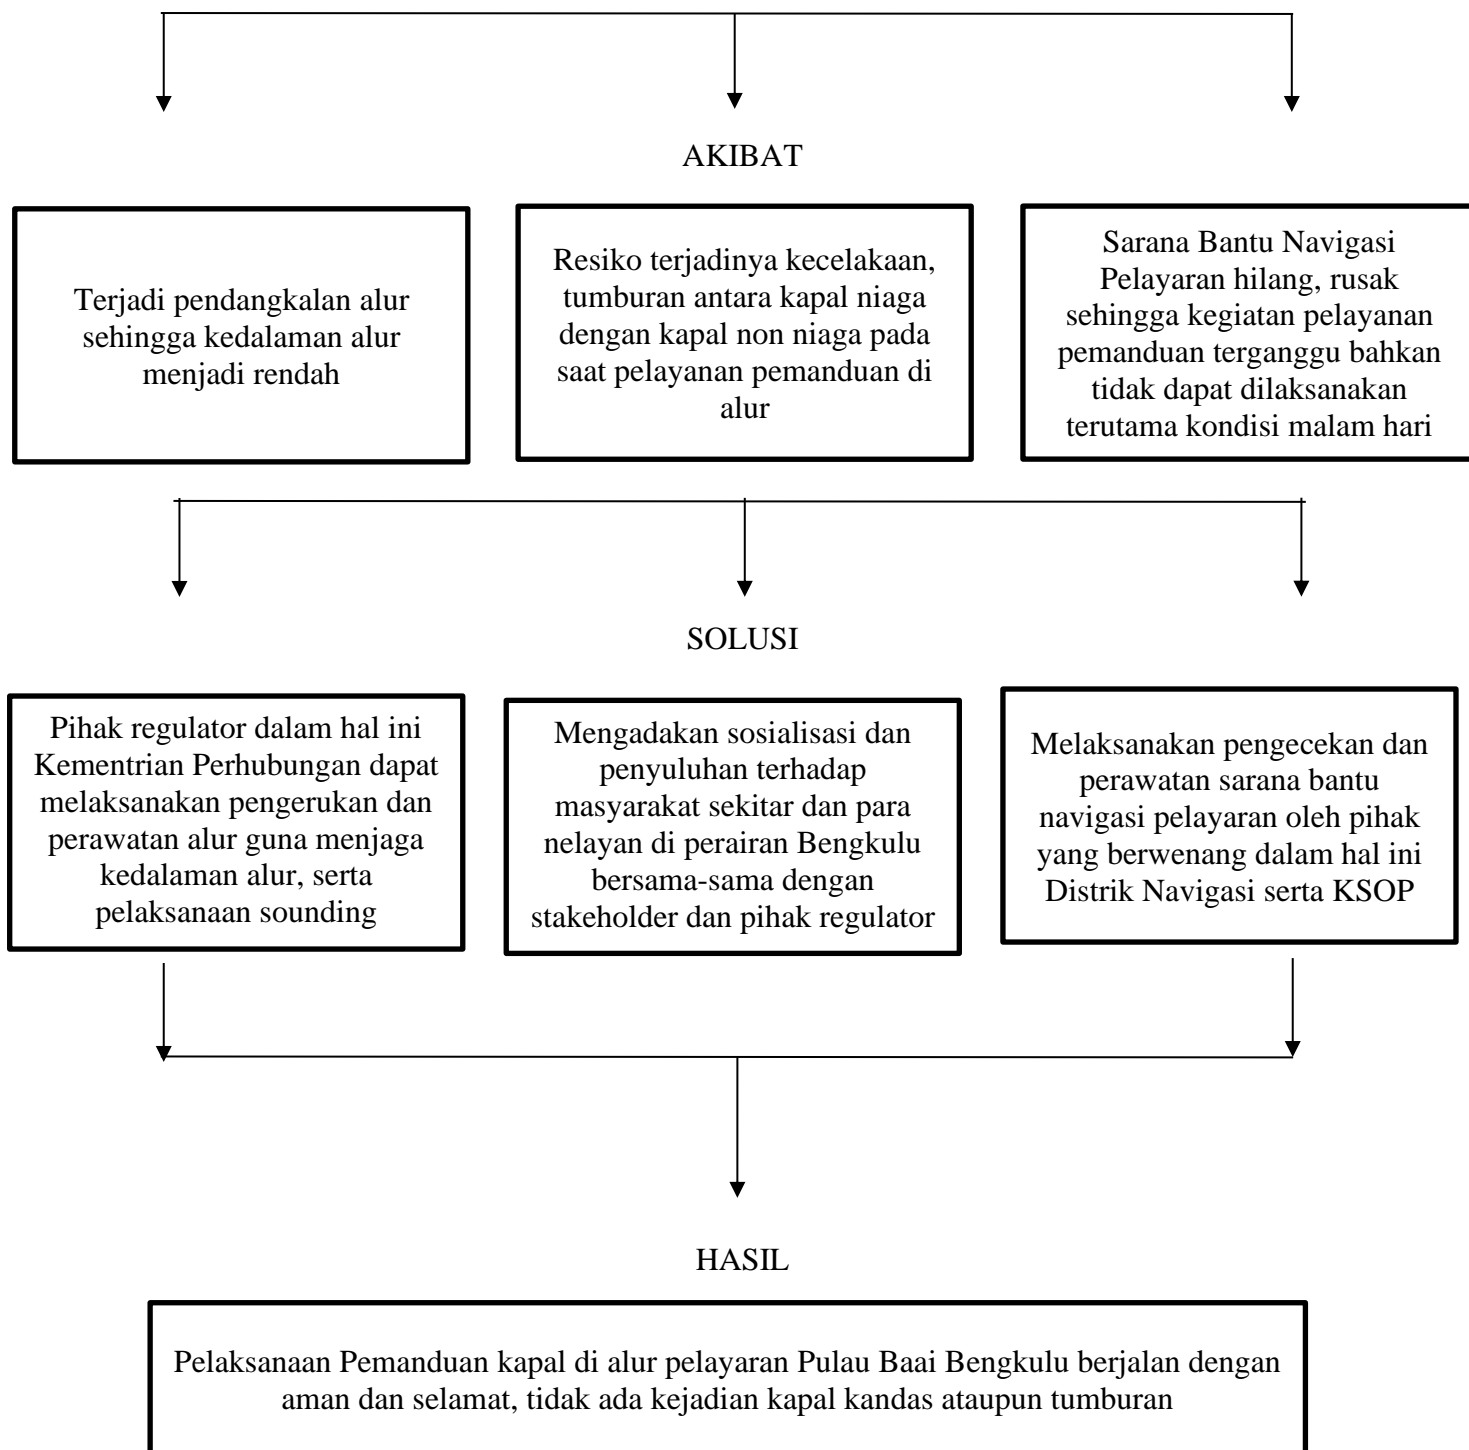 AKIBAT
Terjadi pendangkalan alur
sehingga kedalaman alur
menjadi rendah
Resiko terjadinya kecelakaan,
tumburan antara kapal niaga
dengan kapal non niaga pada
saat pelayanan pemanduan di
alur
Sarana Bantu Navigasi
Pelayaran hilang, rusak
sehingga kegiatan pelayanan
pemanduan terganggu bahkan
tidak dapat dilaksanakan
terutama kondisi malam hari
SOLUSI
Pihak regulator dalam hal ini
Kementrian Perhubungan dapat
melaksanakan pengerukan dan
perawatan alur guna menjaga
kedalaman alur, serta
pelaksanaan sounding
Mengadakan sosialisasi dan
penyuluhan terhadap
masyarakat sekitar dan para
nelayan di perairan Bengkulu
bersama-sama dengan
stakeholder dan pihak regulator
Melaksanakan pengecekan dan
perawatan sarana bantu
navigasi pelayaran oleh pihak
yang berwenang dalam hal ini
Distrik Navigasi serta KSOP
HASIL
Pelaksanaan Pemanduan kapal di alur pelayaran Pulau Baai Bengkulu berjalan dengan
aman dan selamat, tidak ada kejadian kapal kandas ataupun tumburan